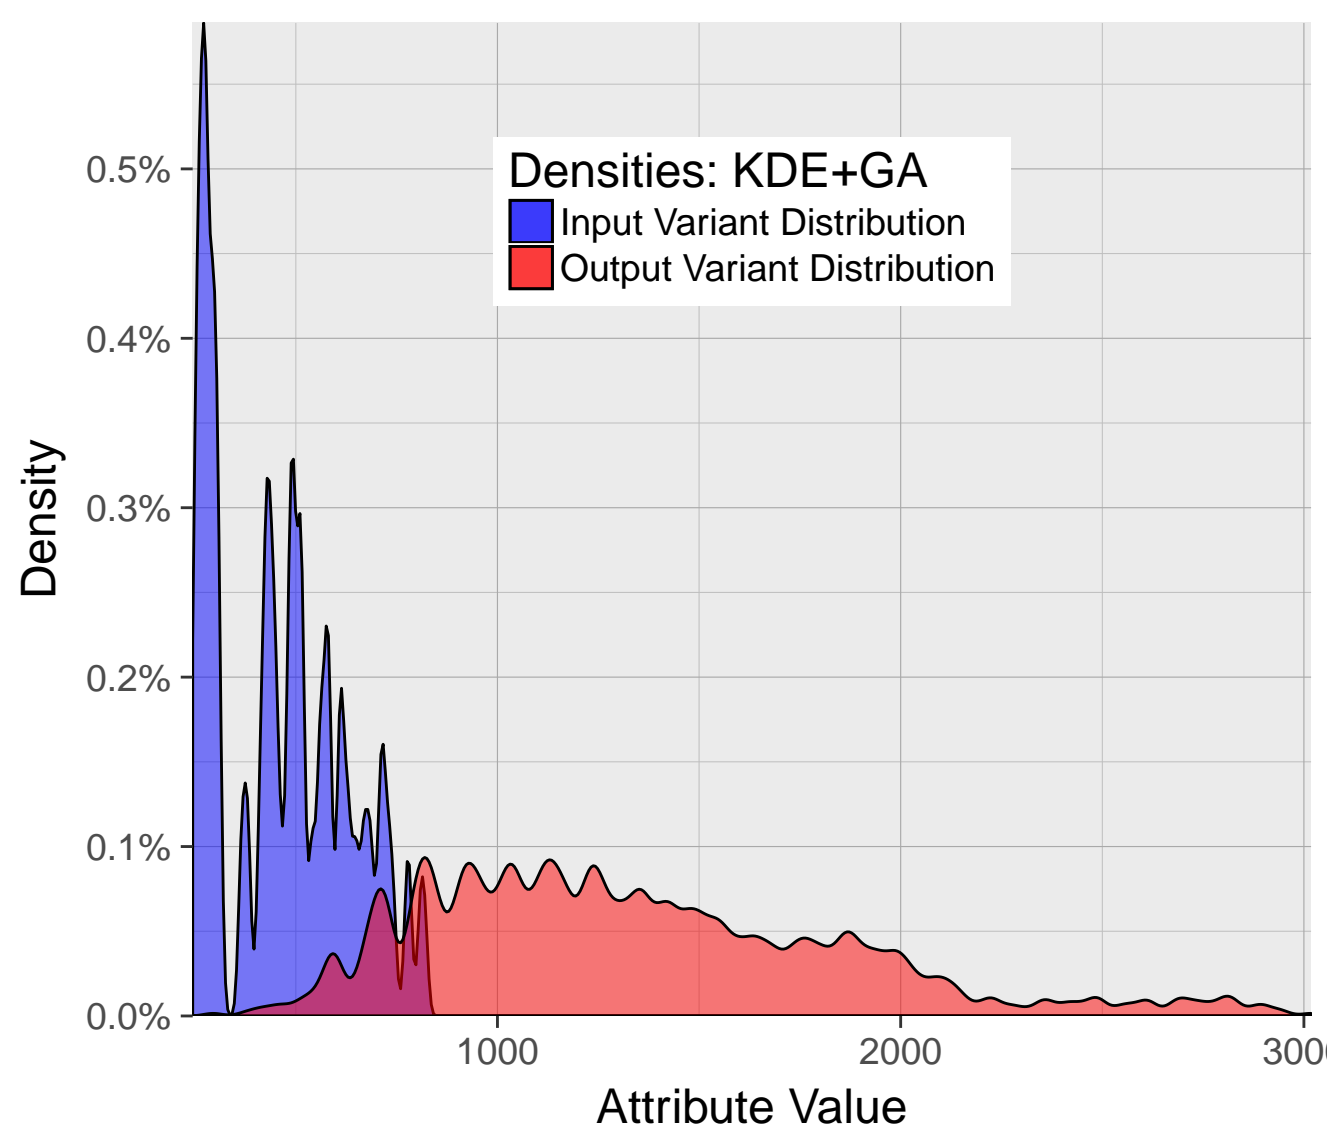 Densities: KDE+GA
Input Variant Distribution
Output Variant Distribution
0.5%
0.4%
0.3%
0.2%
0.1%
0.0%
Density
1000
2000
300
Attribute Value